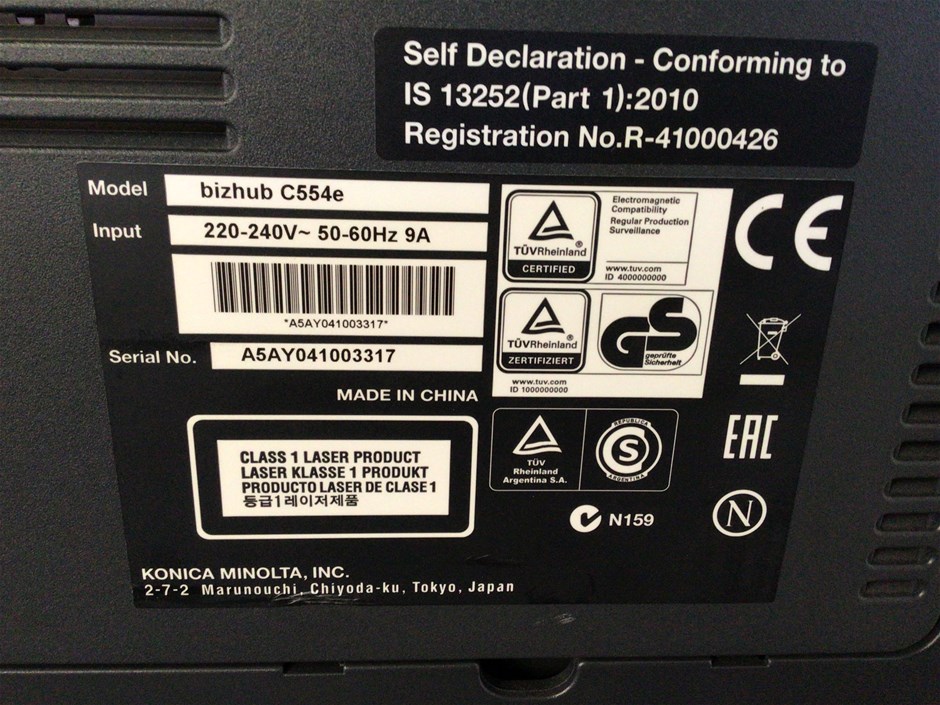 Self Declaration - Conforming to
IS 13252(Part 1):2010
Registration No.R-41000426
Model bizhub C554e
Input 220-240V~ 50-60Hz 9A
*A5AY041003317*
Serial No. A5AY041003317
MADE IN CHINA
CLASS 1 LASER PRODUCT
LASER KLASSE 1 PRODUKT
PRODUCTO LASER DE CLASE 1
등급1레이저제품
KONICA MINOLTA, INC.
2-7-2 Marunouchi, Chiyoda-ku, Tokyo, Japan
TÜVRheinland
CERTIFIED
Electromagnetic
Compatibility
Regular Production
Surveillance
www.tuv.com
ID 4000000000
TÜVRheinland
ZERTIFIZIERT
GS
geprüfte
Sicherheit
www.tuv.com
ID 1000000000
TÜV
Rheinland
Argentina S.A.
REPUBLICA
S
ARGENTINA
N159
CE
EAC
N